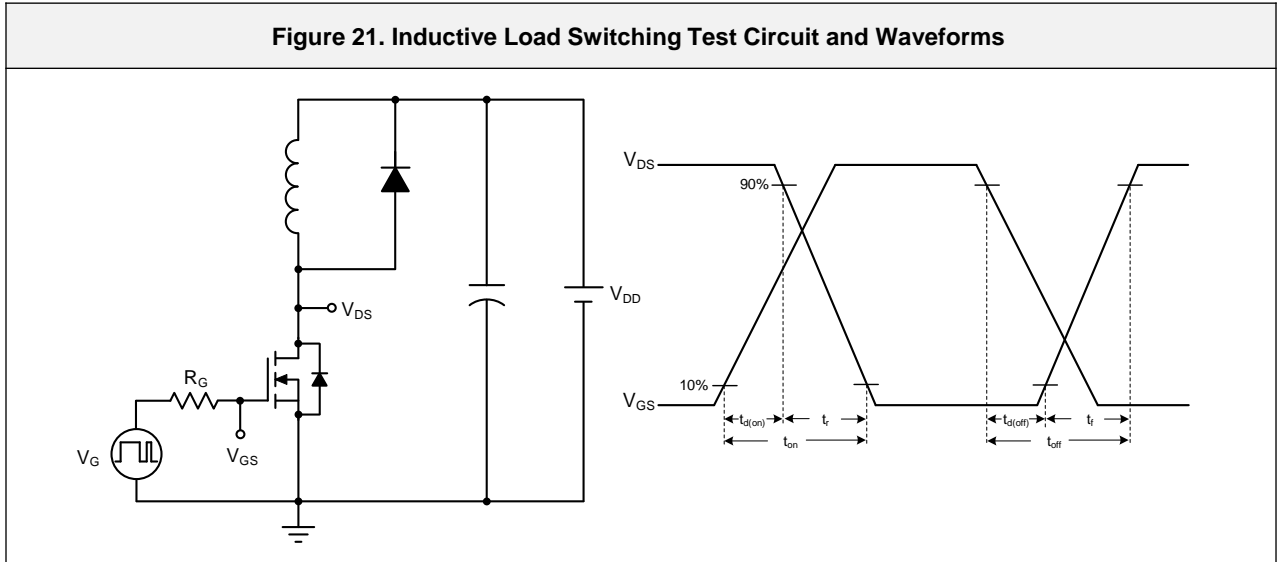 Figure 21. Inductive Load Switching Test Circuit and Waveforms
VDS
90%
VDD
VDS
RG
10%
VGS
td(on)
tr
td(off)
tf
VGS
ton
toff
VG